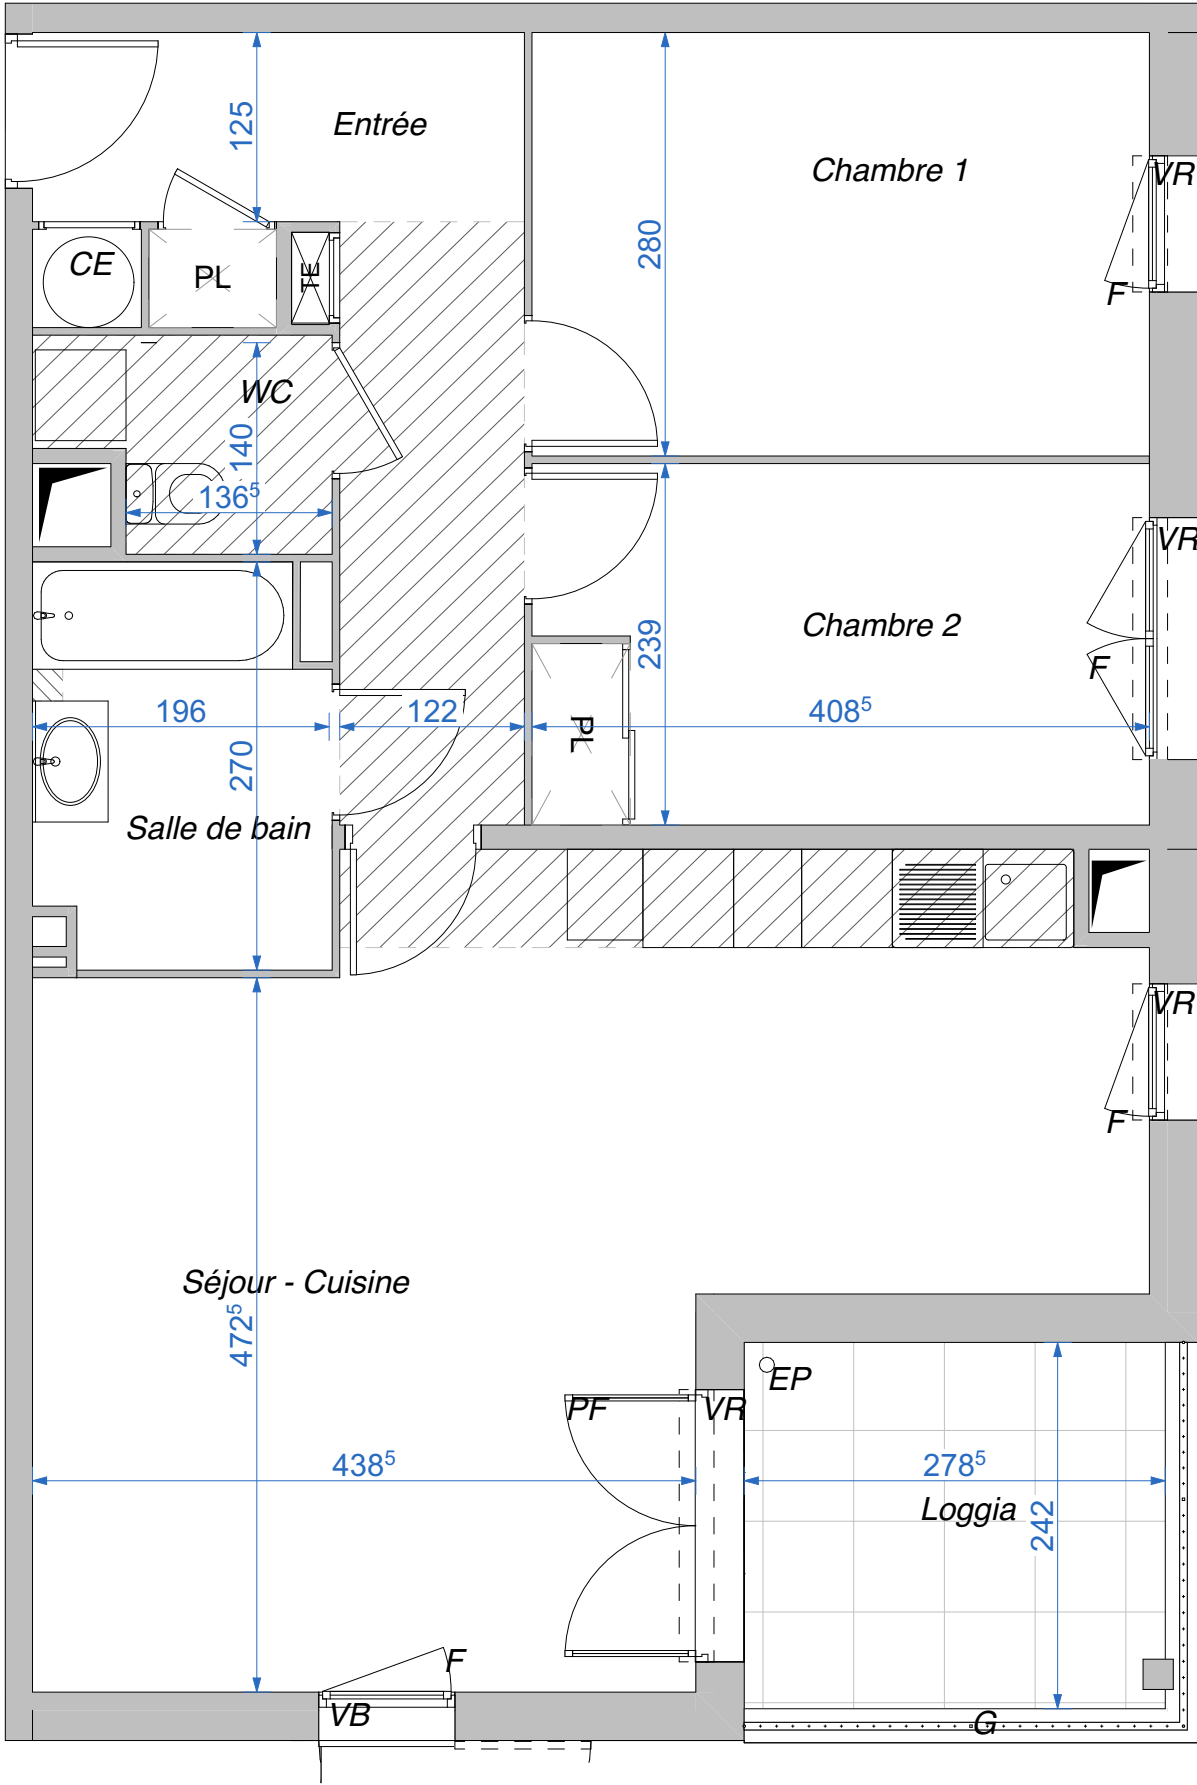 125
Entrée
Chambre 1
VR
280
F
CE
PL
TE
WC
140
136⁵
VR
Chambre 2
239
F
196
122
PL
408⁵
270
Salle de bain
VR
F
Séjour - Cuisine
472⁵
EP
PF
VR
438⁵
278⁵
Loggia
242
F
VB
G